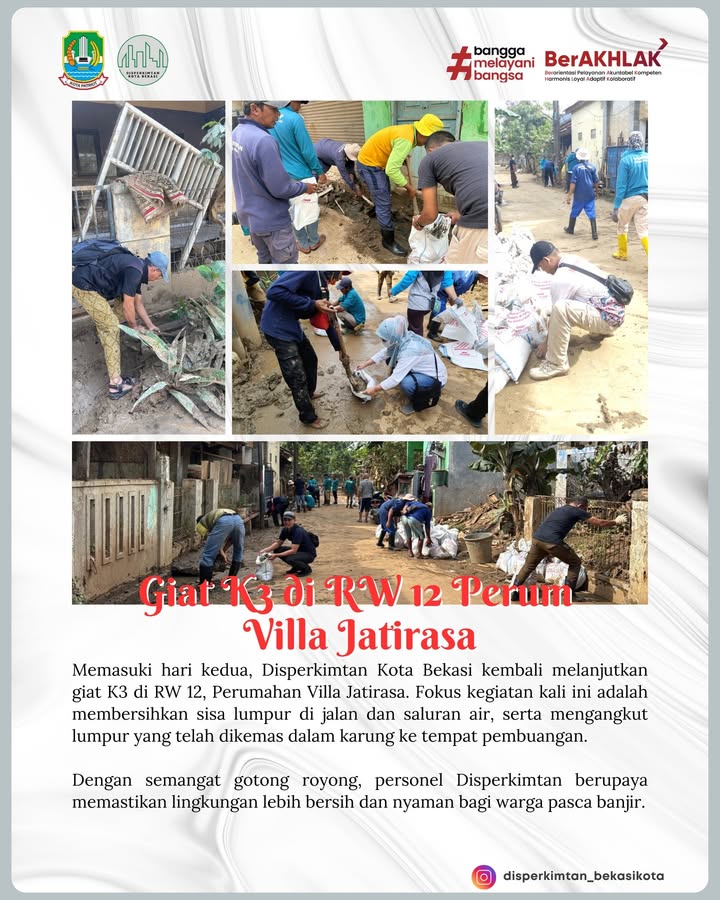 KOTA PATRIOT
DISPERKIMTAN
KOTA BEKASI
#bangga
melayani
bangsa
BerAKHLAK
Berorientasi Pelayanan Akuntabel Kompeten
Harmonis Loyal Adaptif Kolaboratif
Giat K3 di RW 12 Perum
Villa Jatirasa
Memasuki hari kedua, Disperkimtan Kota Bekasi kembali melanjutkan
giat K3 di RW 12, Perumahan Villa Jatirasa. Fokus kegiatan kali ini adalah
membersihkan sisa lumpur di jalan dan saluran air, serta mengangkut
lumpur yang telah dikemas dalam karung ke tempat pembuangan.
Dengan semangat gotong royong, personel Disperkimtan berupaya
memastikan lingkungan lebih bersih dan nyaman bagi warga pasca banjir.
disperkimtan_bekasikota